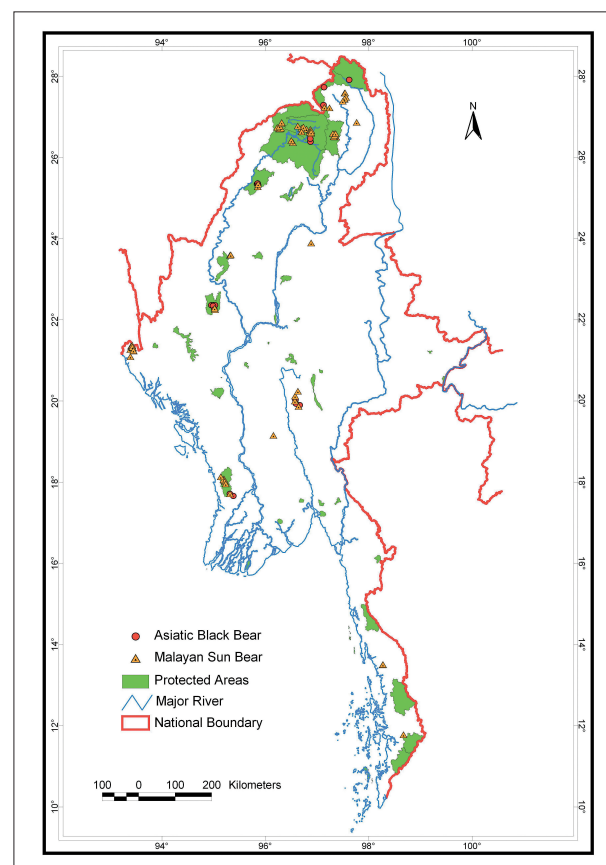 94° 96° 98° 100°
N
28° 28°
26° 26°
24° 24°
22° 22°
20° 20°
18° 18°
16° 16°
14° 14°
12° 12°
10° 10°
Asiatic Black Bear
Malayan Sun Bear
Protected Areas
Major River
National Boundary
100 0 100 200 Kilometers
94° 96° 98° 100°